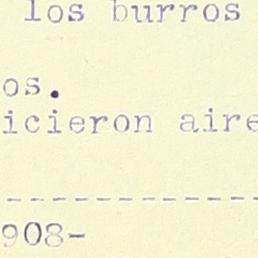 los burros
os.
icieron aire
------------
908-